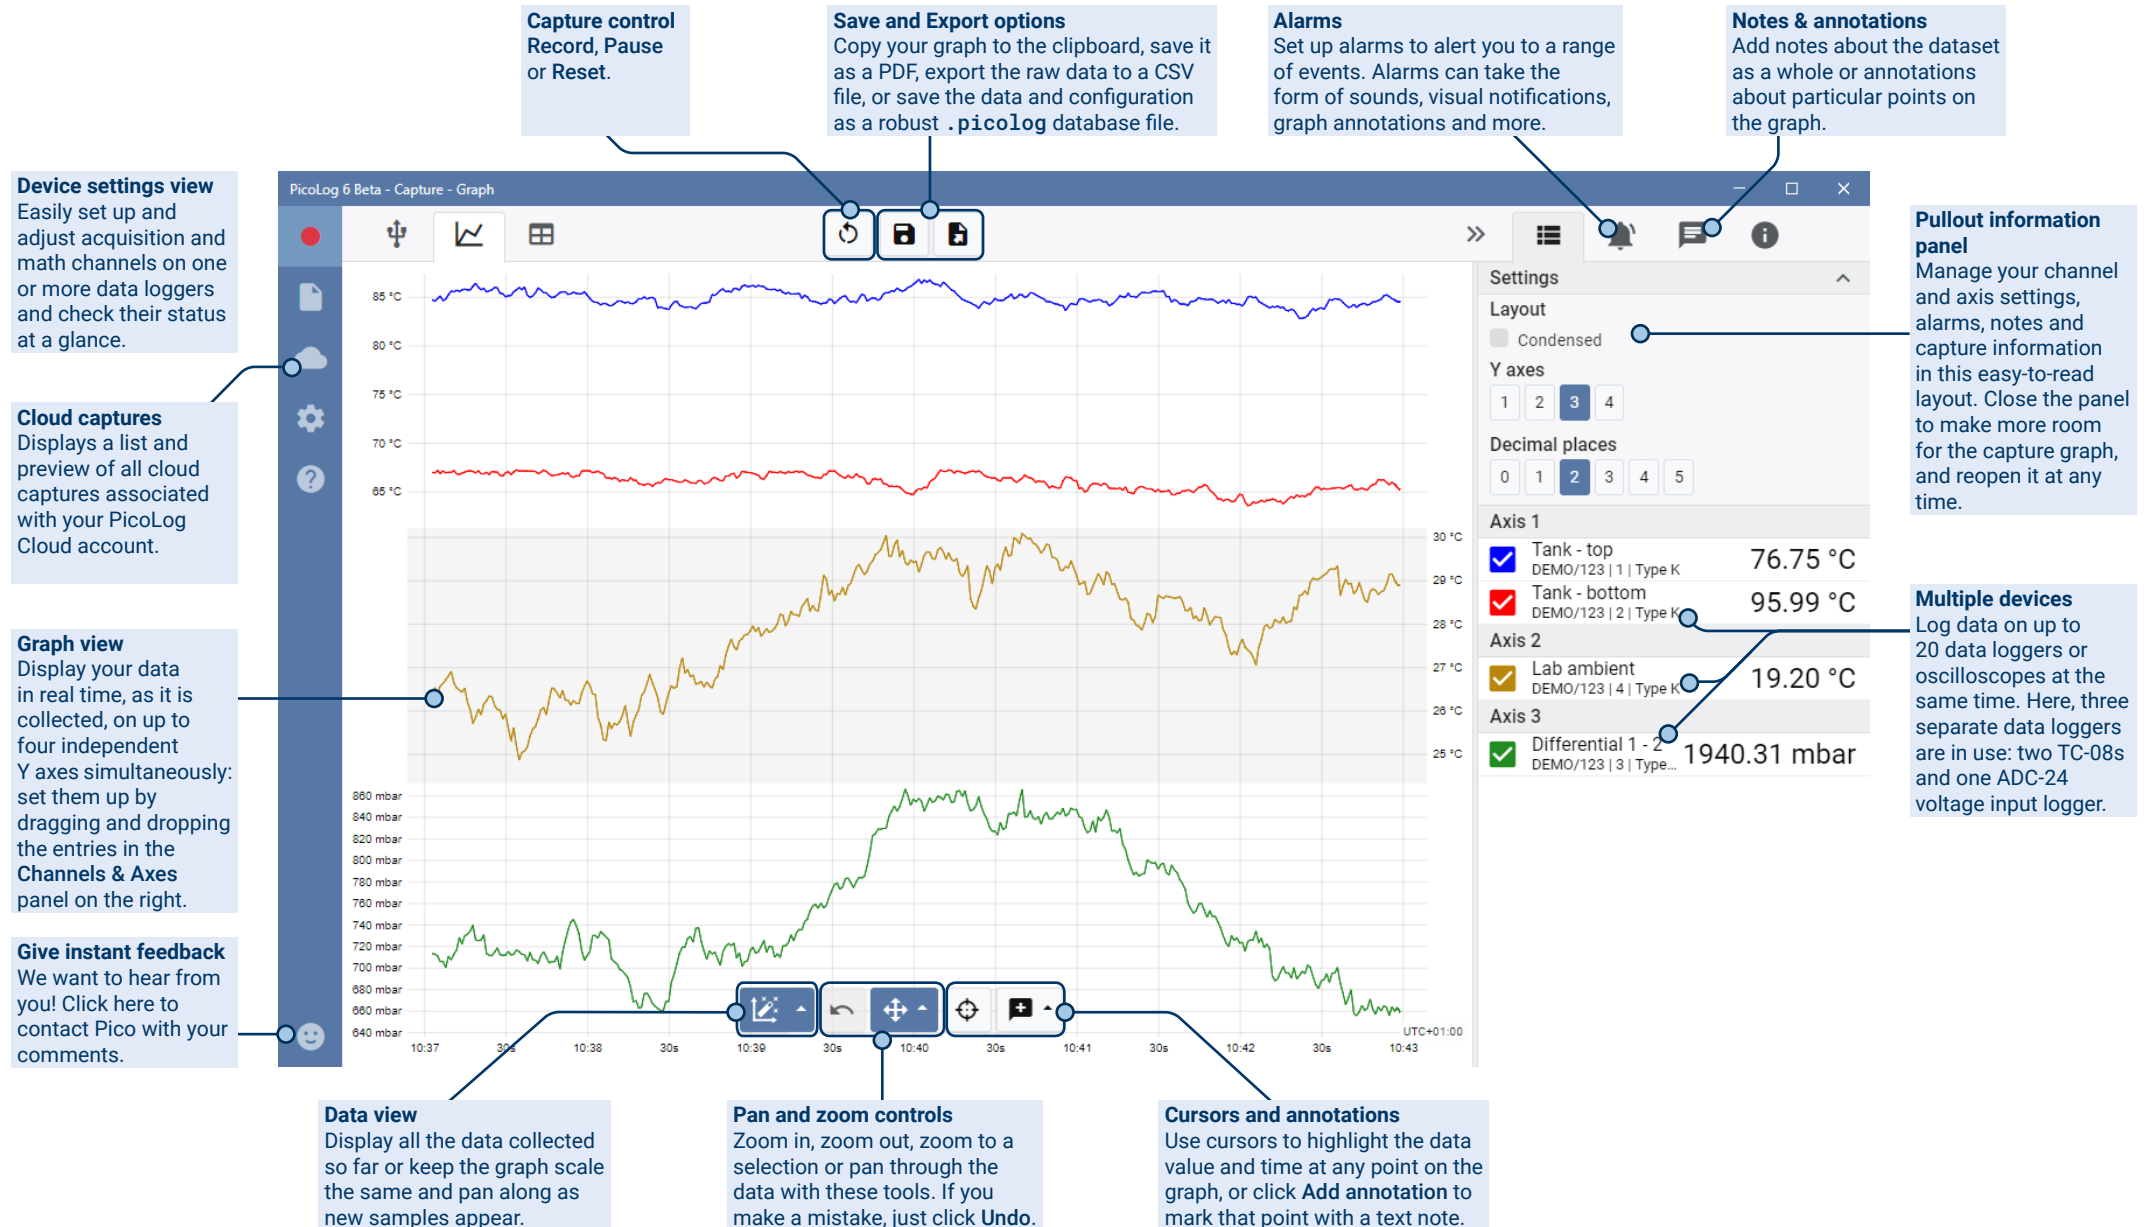 Capture control
Record, Pause
or Reset.
Save and Export options
Copy your graph to the clipboard, save it
as a PDF, export the raw data to a CSV
file, or save the data and configuration
as a robust .picolog database file.
Alarms
Set up alarms to alert you to a range
of events. Alarms can take the
form of sounds, visual notifications,
graph annotations and more.
Notes & annotations
Add notes about the dataset
as a whole or annotations
about particular points on
the graph.
Device settings view
Easily set up and
adjust acquisition and
math channels on one
or more data loggers
and check their status
at a glance.
Cloud captures
Displays a list and
preview of all cloud
captures associated
with your PicoLog
Cloud account.
Graph view
Display your data
in real time, as it is
collected, on up to
four independent
Y axes simultaneously:
set them up by
dragging and dropping
the entries in the
Channels & Axes
panel on the right.
Give instant feedback
We want to hear from
you! Click here to
contact Pico with your
comments.
PicoLog 6 Beta - Capture - Graph
85 °C
80 °C
75 °C
70 °C
65 °C
30 °C
29 °C
28 °C
27 °C
26 °C
25 °C
860 mbar
840 mbar
820 mbar
800 mbar
780 mbar
760 mbar
740 mbar
720 mbar
700 mbar
680 mbar
660 mbar
640 mbar
UTC+01:00
10:37 30s 10:38 30s 10:39 30s 10:40 30s 10:41 30s 10:42 30s 10:43
Settings
Layout
Condensed
Y axes
1 2 3 4
Decimal places
0 1 2 3 4 5
Axis 1
Tank - top
DEMO/123 | 1 | Type K
76.75 °C
Tank - bottom
DEMO/123 | 2 | Type K
95.99 °C
Axis 2
Lab ambient
DEMO/123 | 4 | Type K
19.20 °C
Axis 3
Differential 1 - 2
DEMO/123 | 3 | Type...
1940.31 mbar
Pullout information
panel
Manage your channel
and axis settings,
alarms, notes and
capture information
in this easy-to-read
layout. Close the panel
to make more room
for the capture graph,
and reopen it at any
time.
Multiple devices
Log data on up to
20 data loggers or
oscilloscopes at the
same time. Here, three
separate data loggers
are in use: two TC-08s
and one ADC-24
voltage input logger.
Data view
Display all the data collected
so far or keep the graph scale
the same and pan along as
new samples appear.
Pan and zoom controls
Zoom in, zoom out, zoom to a
selection or pan through the
data with these tools. If you
make a mistake, just click Undo.
Cursors and annotations
Use cursors to highlight the data
value and time at any point on the
graph, or click Add annotation to
mark that point with a text note.